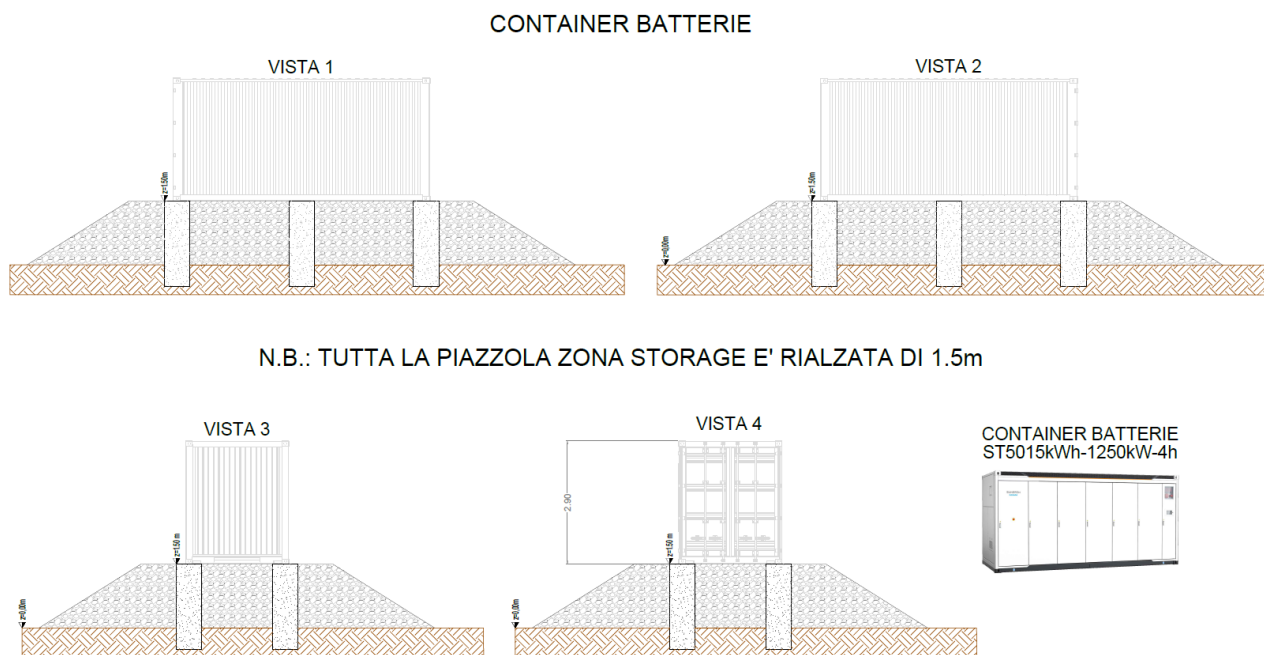 CONTAINER BATTERIE
VISTA 1
VISTA 2
z=1.50m
z=1.50m
z=0,00m
N.B.: TUTTA LA PIAZZOLA ZONA STORAGE E' RIALZATA DI 1.5m
VISTA 3
VISTA 4
CONTAINER BATTERIE
ST5015kWh-1250kW-4h
2.90
z=1.50 m
z=1.50 m
z=0,00m
z=0,00m